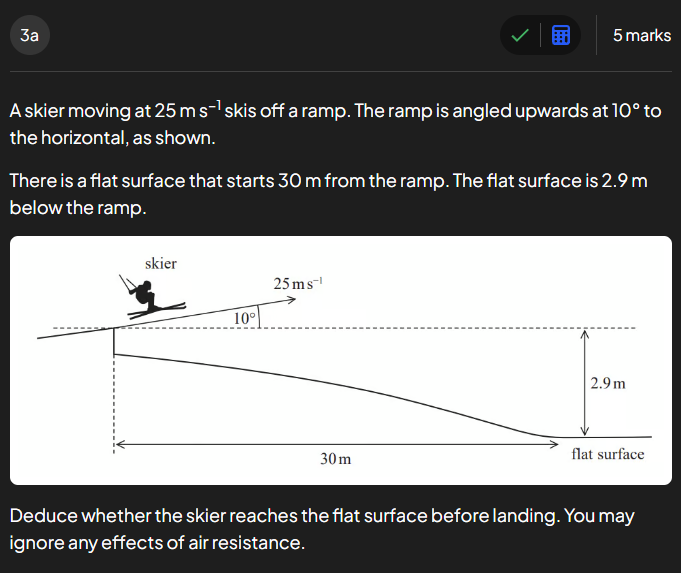 3a
5 marks
A skier moving at 25 m s⁻¹ skis off a ramp. The ramp is angled upwards at 10° to
the horizontal, as shown.
There is a flat surface that starts 30 m from the ramp. The flat surface is 2.9 m
below the ramp.
skier
25 m s⁻¹
10°
2.9 m
30 m
flat surface
Deduce whether the skier reaches the flat surface before landing. You may
ignore any effects of air resistance.